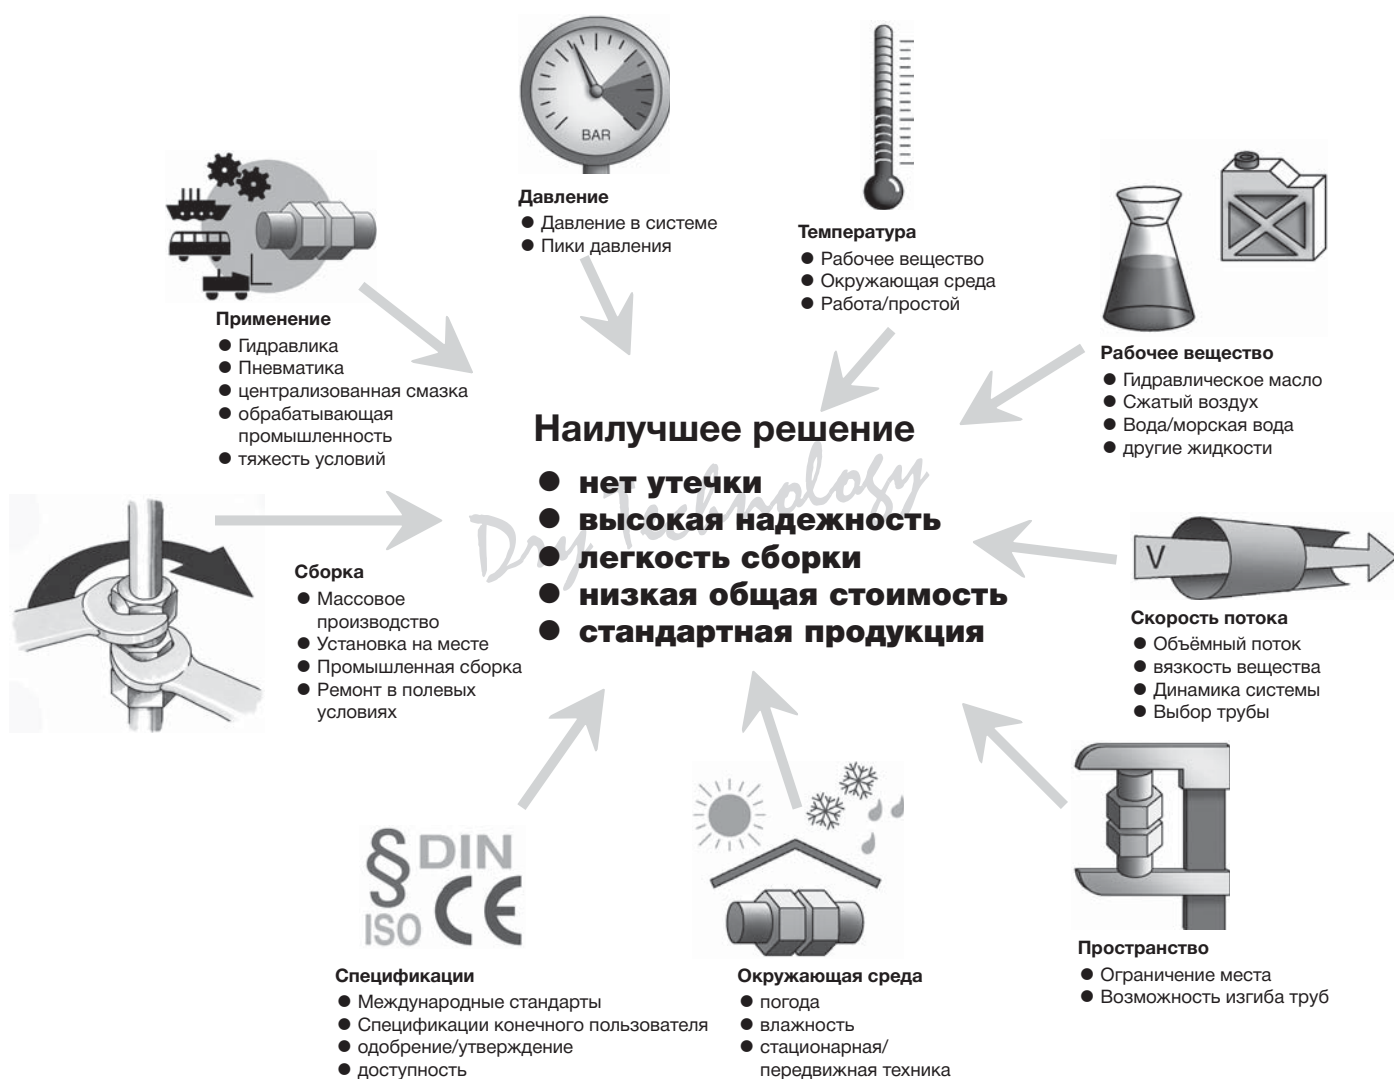 BAR
Давление
● Давление в системе
● Пики давления
Температура
● Рабочее вещество
● Окружающая среда
● Работа/простой
Применение
● Гидравлика
● Пневматика
● централизованная смазка
● обрабатывающая
промышленность
● тяжесть условий
Рабочее вещество
● Гидравлическое масло
● Сжатый воздух
● Вода/морская вода
● другие жидкости
Наилучшее решение
● нет утечки
● высокая надежность
● легкость сборки
● низкая общая стоимость
● стандартная продукция
Dry Technology
Сборка
● Массовое
производство
● Установка на месте
● Промышленная сборка
● Ремонт в полевых
условиях
V
Скорость потока
● Объёмный поток
● вязкость вещества
● Динамика системы
● Выбор трубы
§ DIN
ISO CE
Спецификации
● Международные стандарты
● Спецификации конечного пользователя
● одобрение/утверждение
● доступность
Окружающая среда
● погода
● влажность
● стационарная/
передвижная техника
Пространство
● Ограничение места
● Возможность изгиба труб